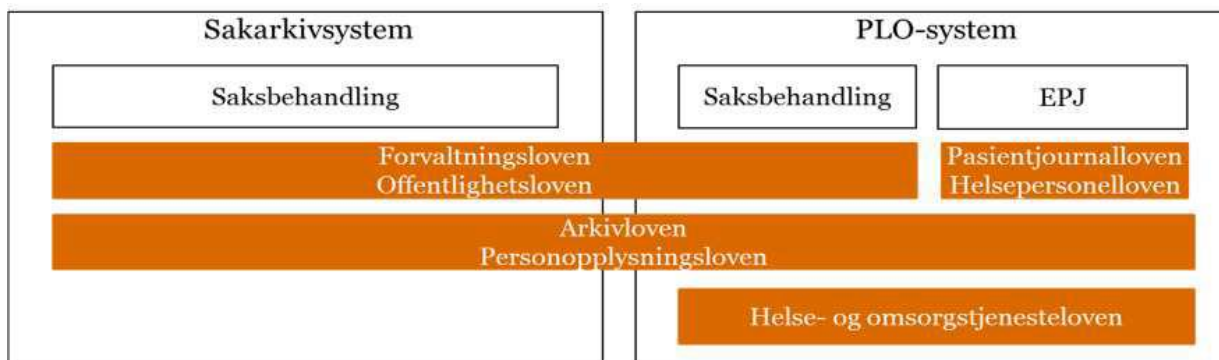 Sakarkivsystem
PLO-system
Saksbehandling
Saksbehandling
EPJ
Forvaltningsloven
Offentlighetsloven
Pasientjournalloven
Helsepersonelloven
Arkivloven
Personopplysningsloven
Helse- og omsorgstjenesteloven